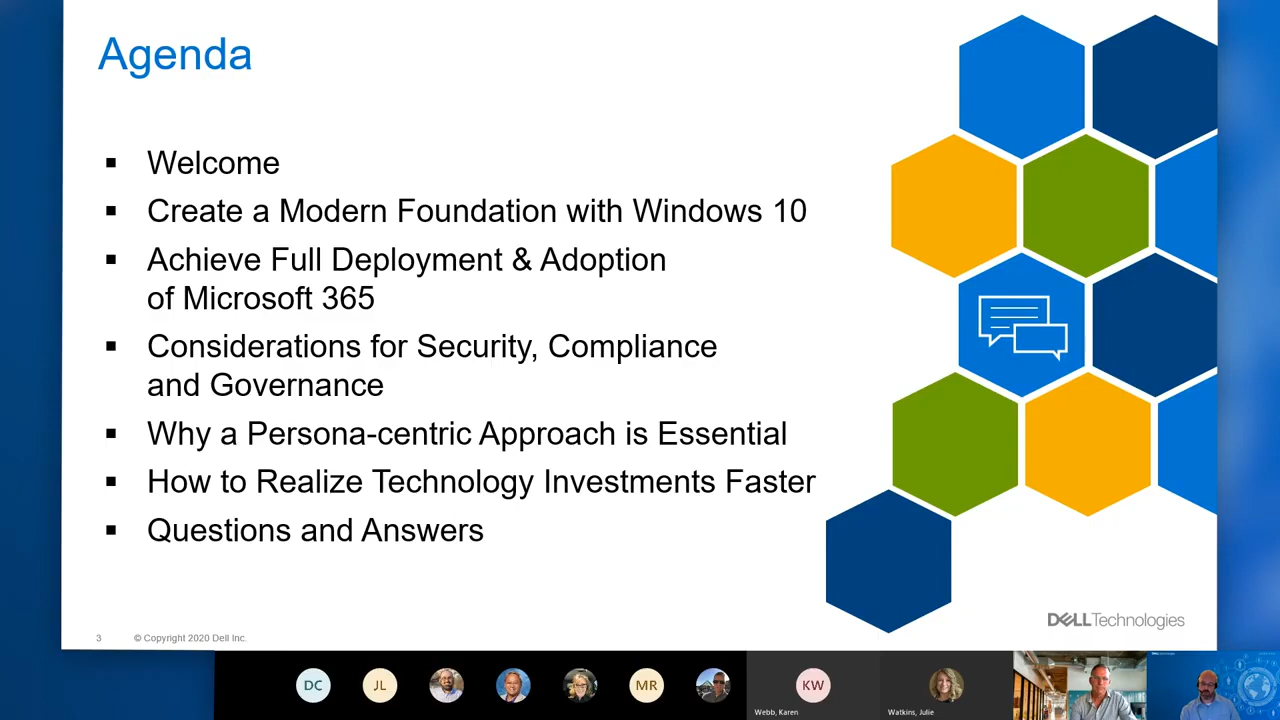 Agenda
▪ Welcome
▪ Create a Modern Foundation with Windows 10
▪ Achieve Full Deployment & Adoption
of Microsoft 365
▪ Considerations for Security, Compliance
and Governance
▪ Why a Persona-centric Approach is Essential
▪ How to Realize Technology Investments Faster
▪ Questions and Answers
DELLTechnologies
3 © Copyright 2020 Dell Inc.
DC JL MR KW
Webb, Karen
Watkins, Julie